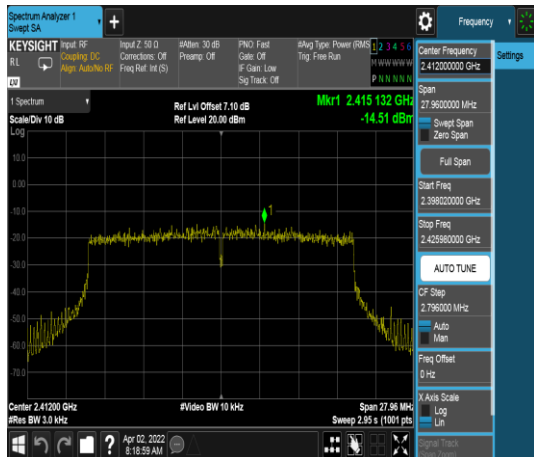 Spectrum Analyzer 1
Swept SA
+
Frequency
KEYSIGHT
RL
LXI
Input: RF
Coupling: DC
Align: Auto/No RF
Input Z: 50 Ω
Corrections: Off
Freq Ref: Int (S)
#Atten: 30 dB
Preamp: Off
PNO: Fast
Gate: Off
IF Gain: Low
Sig Track: Off
#Avg Type: Power (RMS
Trig: Free Run
1 2 3 4 5 6
M W W W W W
P N N N N N
Settings
1 Spectrum
Scale/Div 10 dB
Log
Ref Lvl Offset 7.10 dB
Ref Level 20.00 dBm
Mkr1 2.415 132 GHz
-14.51 dBm
10.0
0.00
-10.0
-20.0
-30.0
-40.0
-50.0
-60.0
-70.0
1
Center 2.41200 GHz
#Res BW 3.0 kHz
#Video BW 10 kHz
Span 27.96 MHz
Sweep 2.95 s (1001 pts)
Center Frequency
2.412000000 GHz
Span
27.9600000 MHz
Swept Span
Zero Span
Full Span
Start Freq
2.398020000 GHz
Stop Freq
2.425980000 GHz
AUTO TUNE
CF Step
2.796000 MHz
Auto
Man
Freq Offset
0 Hz
X Axis Scale
Log
Lin
Signal Track
(Span Zoom)
?
Apr 02, 2022
8:18:59 AM